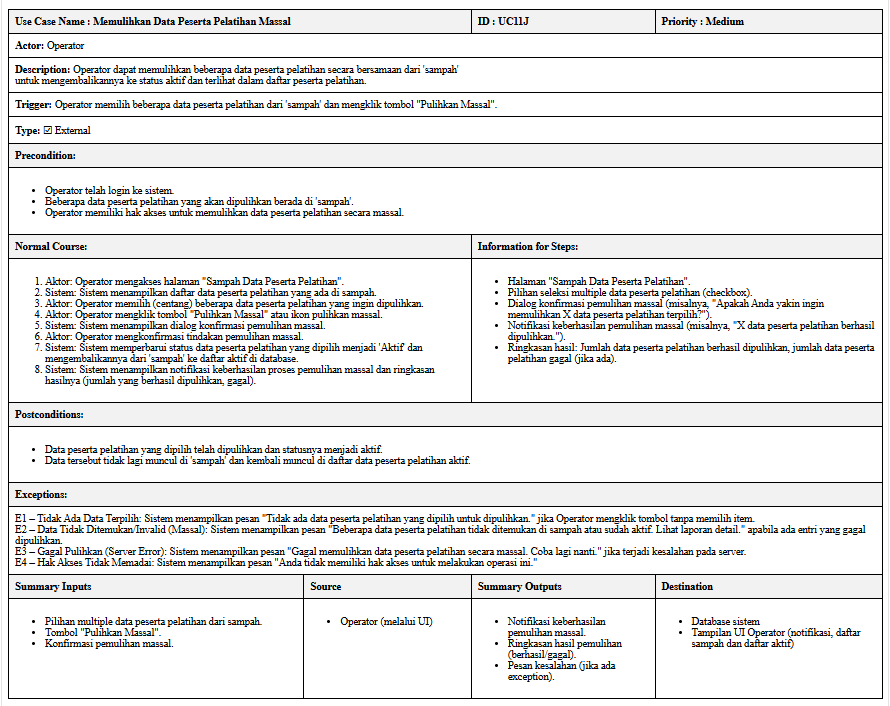 Use Case Name : Memulihkan Data Peserta Pelatihan Massal
ID : UC11J
Priority : Medium
Actor: Operator
Description: Operator dapat memulihkan beberapa data peserta pelatihan secara bersamaan dari 'sampah'
untuk mengembalikannya ke status aktif dan terlihat dalam daftar peserta pelatihan.
Trigger: Operator memilih beberapa data peserta pelatihan dari 'sampah' dan mengklik tombol "Pulihkan Massal".
Type: ☑ External
Precondition:
• Operator telah login ke sistem.
• Beberapa data peserta pelatihan yang akan dipulihkan berada di 'sampah'.
• Operator memiliki hak akses untuk memulihkan data peserta pelatihan secara massal.
Normal Course:
1. Aktor: Operator mengakses halaman "Sampah Data Peserta Pelatihan".
2. Sistem: Sistem menampilkan daftar data peserta pelatihan yang ada di sampah.
3. Aktor: Operator memilih (centang) beberapa data peserta pelatihan yang ingin dipulihkan.
4. Aktor: Operator mengklik tombol "Pulihkan Massal" atau ikon pulihkan massal.
5. Sistem: Sistem menampilkan dialog konfirmasi pemulihan massal.
6. Aktor: Operator mengkonfirmasi tindakan pemulihan massal.
7. Sistem: Sistem memperbarui status data peserta pelatihan yang dipilih menjadi 'Aktif' dan
mengembalikannya dari 'sampah' ke daftar aktif di database.
8. Sistem: Sistem menampilkan notifikasi keberhasilan proses pemulihan massal dan ringkasan
hasilnya (jumlah yang berhasil dipulihkan, gagal).
Information for Steps:
• Halaman "Sampah Data Peserta Pelatihan".
• Pilihan seleksi multiple data peserta pelatihan (checkbox).
• Dialog konfirmasi pemulihan massal (misalnya, "Apakah Anda yakin ingin
memulihkan X data peserta pelatihan terpilih?").
• Notifikasi keberhasilan pemulihan massal (misalnya, "X data peserta pelatihan berhasil
dipulihkan.").
• Ringkasan hasil: Jumlah data peserta pelatihan berhasil dipulihkan, jumlah data peserta
pelatihan gagal (jika ada).
Postconditions:
• Data peserta pelatihan yang dipilih telah dipulihkan dan statusnya menjadi aktif.
• Data tersebut tidak lagi muncul di 'sampah' dan kembali muncul di daftar data peserta pelatihan aktif.
Exceptions:
E1 – Tidak Ada Data Terpilih: Sistem menampilkan pesan "Tidak ada data peserta pelatihan yang dipilih untuk dipulihkan." jika Operator mengklik tombol tanpa memilih item.
E2 – Data Tidak Ditemukan/Invalid (Massal): Sistem menampilkan pesan "Beberapa data peserta pelatihan tidak ditemukan di sampah atau sudah aktif. Lihat laporan detail." apabila ada entri yang gagal
dipulihkan.
E3 – Gagal Pulihkan (Server Error): Sistem menampilkan pesan "Gagal memulihkan data peserta pelatihan secara massal. Coba lagi nanti." jika terjadi kesalahan pada server.
E4 – Hak Akses Tidak Memadai: Sistem menampilkan pesan "Anda tidak memiliki hak akses untuk melakukan operasi ini."
Summary Inputs
• Pilihan multiple data peserta pelatihan dari sampah.
• Tombol "Pulihkan Massal".
• Konfirmasi pemulihan massal.
Source
• Operator (melalui UI)
Summary Outputs
• Notifikasi keberhasilan
pemulihan massal.
• Ringkasan hasil pemulihan
(berhasil/gagal).
• Pesan kesalahan (jika ada
exception).
Destination
• Database sistem
• Tampilan UI Operator (notifikasi, daftar
sampah dan daftar aktif)